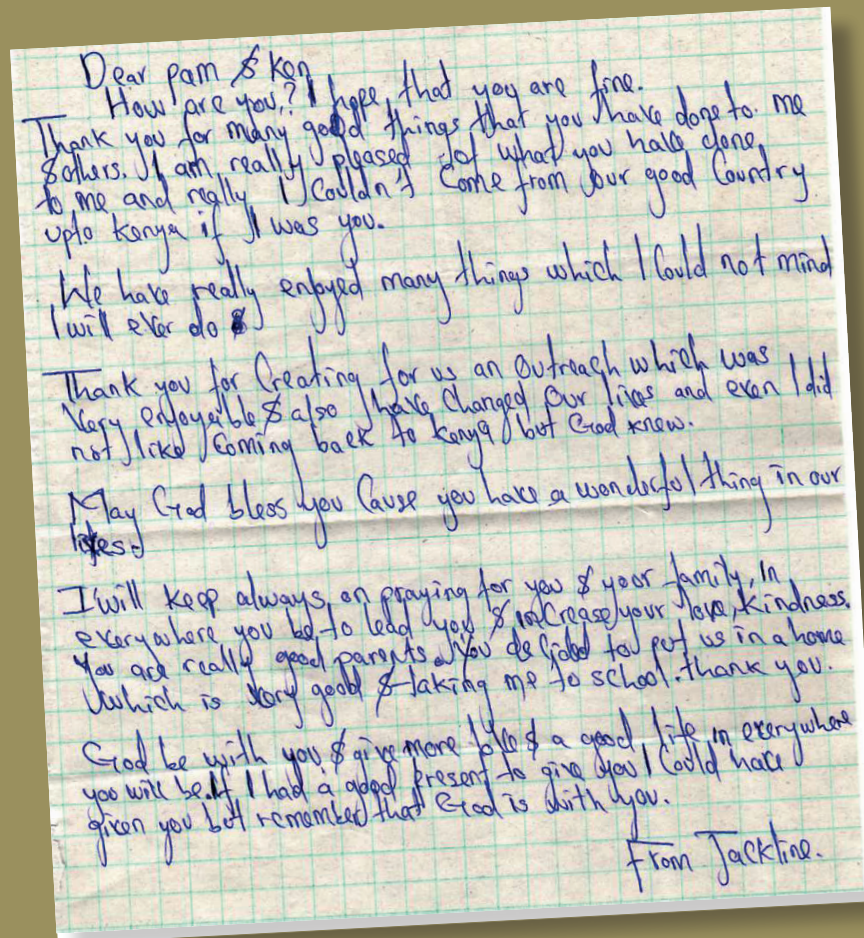 Dear Pam & Ken
How are you? I hope that you are fine.
Thank you for many good things that you have done to me
& others. I am really pleased of what you have done
to me and really I Couldn't Come from our good Country
upto Kenya if I was you.
We have really enjoyed many things which I Could not mind
I will ever do
Thank you for Creating for us an Outreach which was
Very enjoyable & also have Changed Our lives and even I did
not like Coming back to Kenya but God knew.
May God bless you Cause you have a wonderful thing in our
lives.
I will keep always on praying for you & your family, in
everywhere you be to lead you & increase your love, kindness.
You are really good parents. You decided to put us in a home
which is very good & taking me to school. thank you.
God be with you & give more & a good life in everywhere
you will be. If I had a good present to give you I Could have
given you but remember that God is with you.
From Jackline.